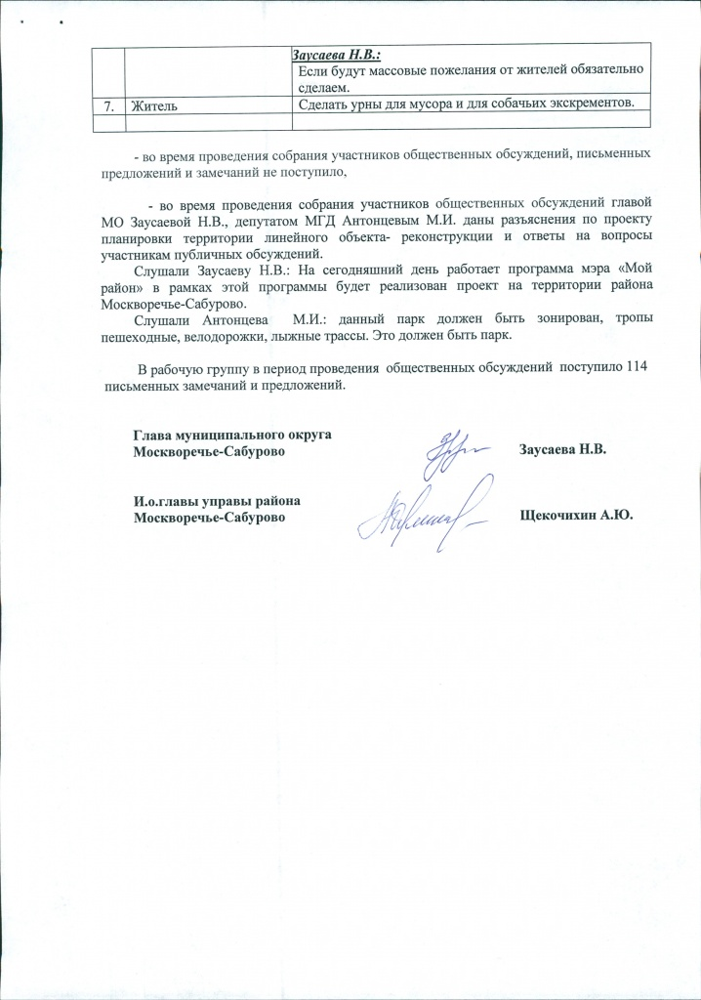 Заусаева Н.В.:
Если будут массовые пожелания от жителей обязательно
сделаем.
7. Житель Сделать урны для мусора и для собачьих экскрементов.
- во время проведения собрания участников общественных обсуждений, письменных
предложений и замечаний не поступило,
- во время проведения собрания участников общественных обсуждений главой
МО Заусаевой Н.В., депутатом МГД Антонцевым М.И. даны разъяснения по проекту
планировки территории линейного объекта- реконструкции и ответы на вопросы
участникам публичных обсуждений.
Слушали Заусаеву Н.В.: На сегодняшний день работает программа мэра «Мой
район» в рамках этой программы будет реализован проект на территории района
Москворечье-Сабурово.
Слушали Антонцева М.И.: данный парк должен быть зонирован, тропы
пешеходные, велодорожки, лыжные трассы. Это должен быть парк.
В рабочую группу в период проведения общественных обсуждений поступило 114
письменных замечаний и предложений.
Глава муниципального округа
Москворечье-Сабурово Заусаева Н.В.
И.о.главы управы района
Москворечье-Сабурово Щекочихин А.Ю.